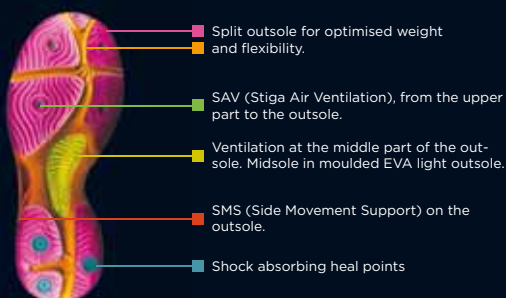 Split outsole for optimised weight
and flexibility.
SAV (Stiga Air Ventilation), from the upper
part to the outsole.
Ventilation at the middle part of the out-
sole. Midsole in moulded EVA light outsole.
SMS (Side Movement Support) on the
outsole.
Shock absorbing heal points